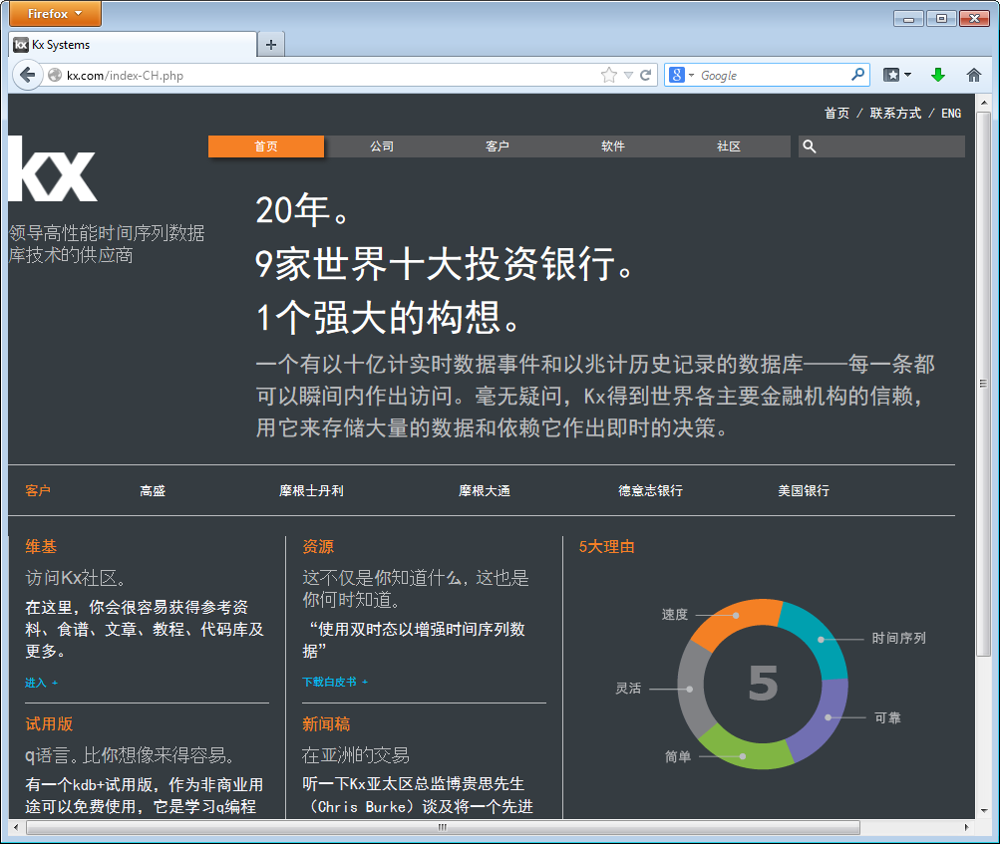 Firefox
Kx Systems
kx.com/index-CH.php
Google
首页 / 联系方式 / ENG
kx
首页 公司 客户 软件 社区
领导高性能时间序列数据
库技术的供应商
20年。
9家世界十大投资银行。
1个强大的构想。
一个有以十亿计实时数据事件和以兆计历史记录的数据库——每一条都
可以瞬间内作出访问。毫无疑问，Kx得到世界各主要金融机构的信赖，
用它来存储大量的数据和依赖它作出即时的决策。
客户 高盛 摩根士丹利 摩根大通 德意志银行 美国银行
维基
访问Kx社区。
在这里，你会很容易获得参考资
料、食谱、文章、教程、代码库及
更多。
进入 +
试用版
q语言。比你想像来得容易。
有一个kdb+试用版，作为非商业用
途可以免费使用，它是学习q编程
资源
这不仅是你知道什么，这也是
你何时知道。
“使用双时态以增强时间序列数
据”
下载白皮书 +
新闻稿
在亚洲的交易
听一下Kx亚太区总监博贵思先生
（Chris Burke）谈及将一个先进
5大理由
速度
时间序列
灵活
5
可靠
简单